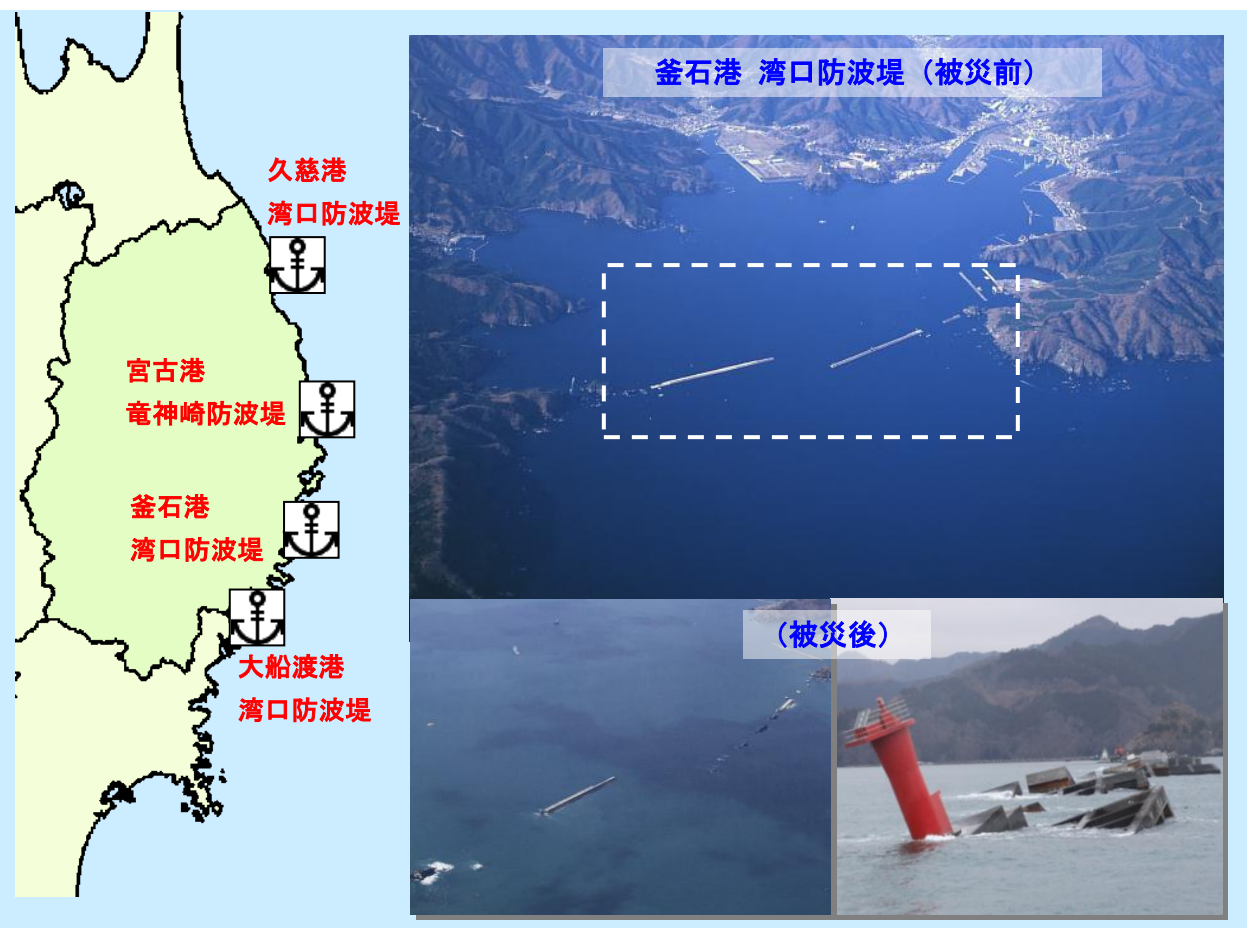 久慈港
湾口防波堤
宮古港
竜神崎防波堤
釜石港
湾口防波堤
大船渡港
湾口防波堤
釜石港 湾口防波堤（被災前）
（被災後）